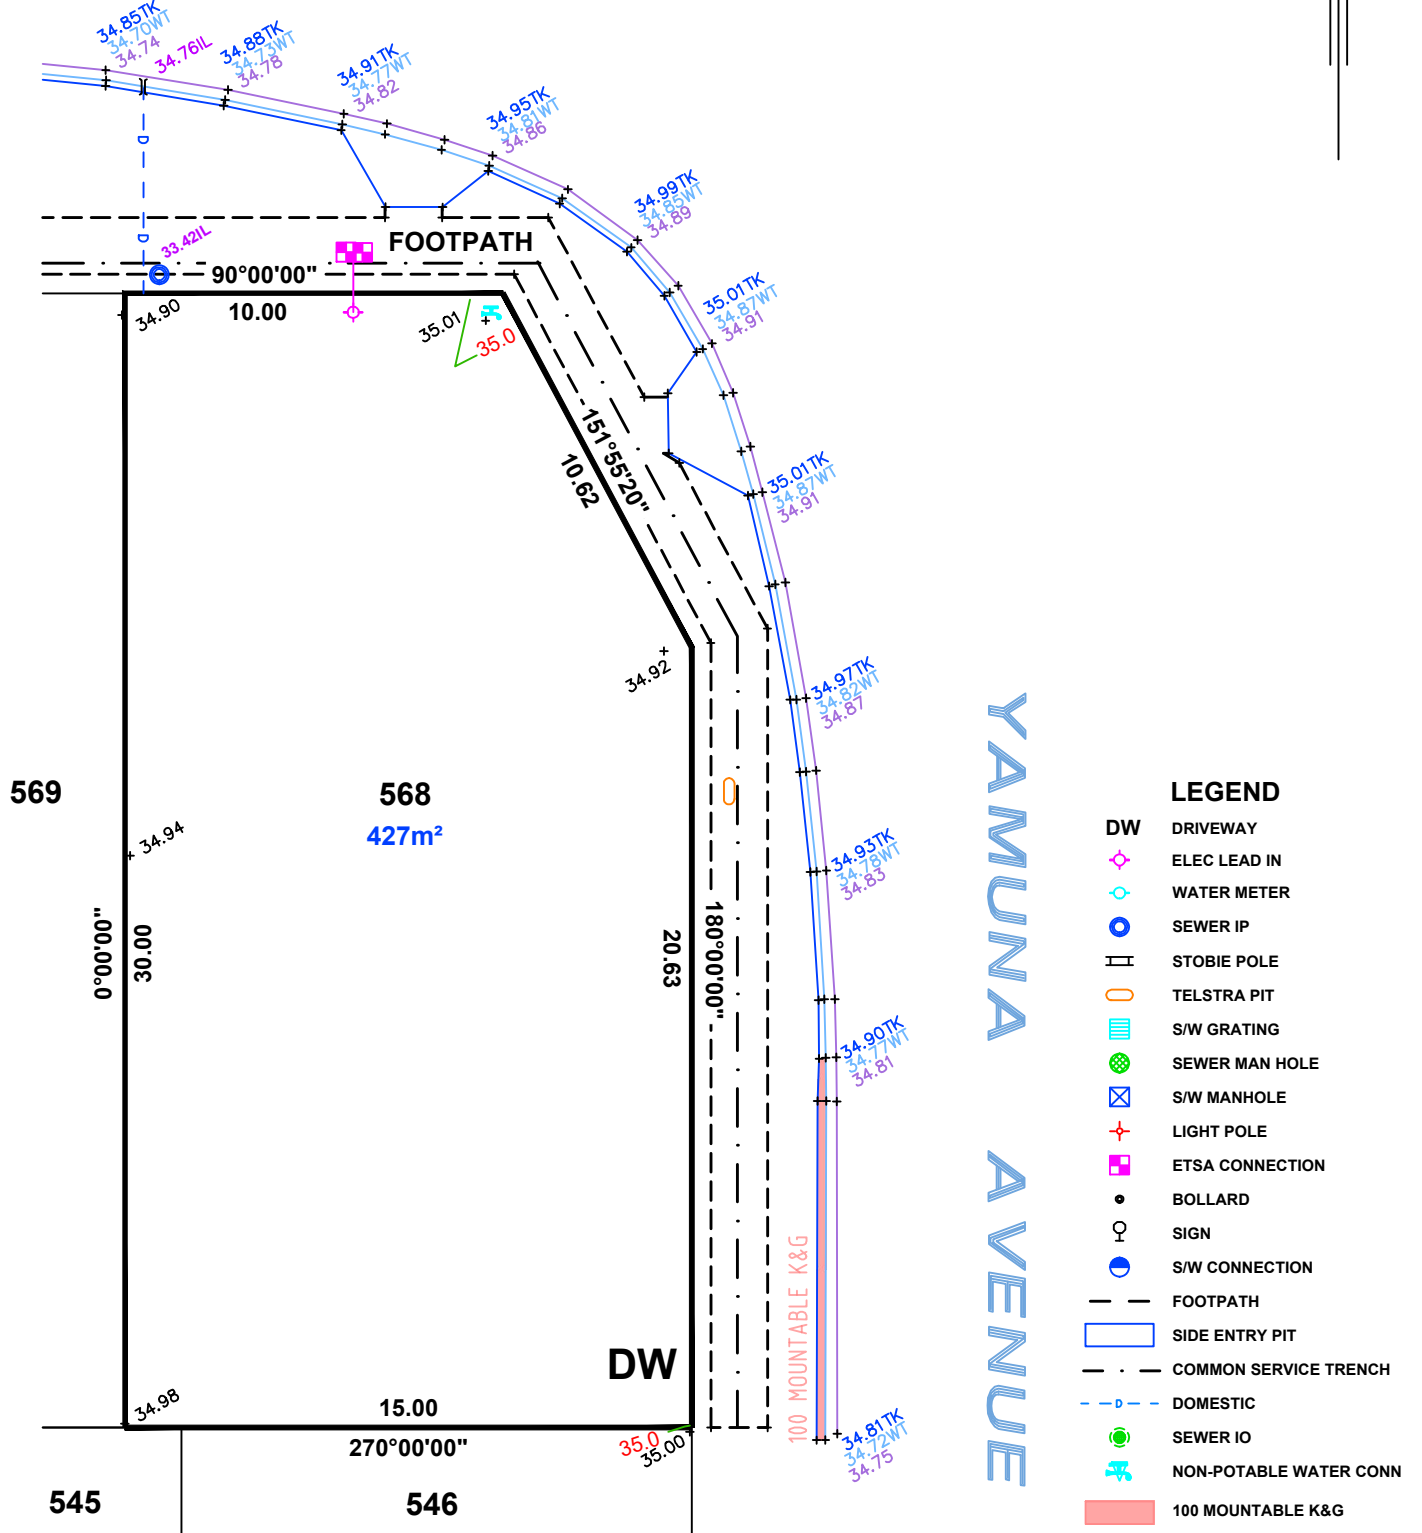 34.85TK
34.70WT
34.74
34.76IL
34.88TK
34.73WT
34.78
34.91TK
34.77WT
34.82
34.95TK
34.81WT
34.86
34.99TK
34.85WT
34.89
35.01TK
34.87WT
34.91
35.01TK
34.87WT
34.91
34.97TK
34.82WT
34.87
34.93TK
34.78WT
34.83
34.90TK
34.77WT
34.81
34.81TK
34.72WT
34.75
D
D
33.42IL
FOOTPATH
90°00'00"
10.00
34.90
35.01
35.0
151°55'20"
10.62
34.92
569
568
427m²
34.94
0°00'00"
30.00
20.63
180°00'00"
DW
34.98
15.00
270°00'00"
35.0
35.00
545
546
100 MOUNTABLE K&G
YAMUNA AVENUE
LEGEND
DW DRIVEWAY
ELEC LEAD IN
WATER METER
SEWER IP
STOBIE POLE
TELSTRA PIT
S/W GRATING
SEWER MAN HOLE
S/W MANHOLE
LIGHT POLE
ETSA CONNECTION
BOLLARD
SIGN
S/W CONNECTION
FOOTPATH
SIDE ENTRY PIT
COMMON SERVICE TRENCH
D DOMESTIC
SEWER IO
NON-POTABLE WATER CONN
100 MOUNTABLE K&G